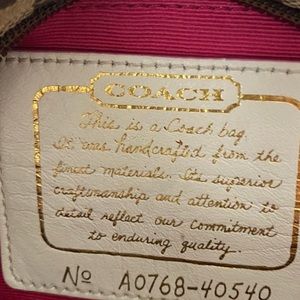 COACH
This is a Coach bag.
It was handcrafted from the
finest materials. Its superior
craftsmanship and attention to
detail reflect our commitment
to enduring quality.
No A0768-40540